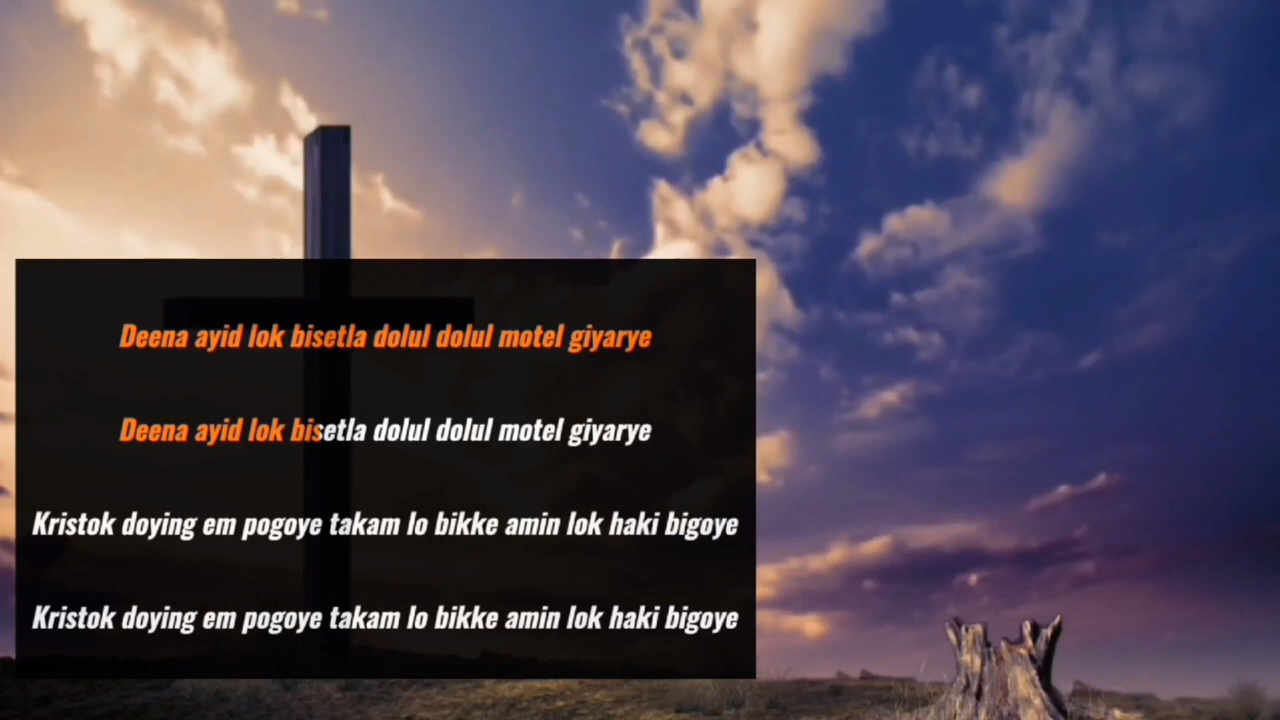 Deena ayid lok bisetla dolul dolul motel giyarye
Deena ayid lok bisetla dolul dolul motel giyarye
Kristok doying em pogoye takam lo bikke amin lok haki bigoye
Kristok doying em pogoye takam lo bikke amin lok haki bigoye